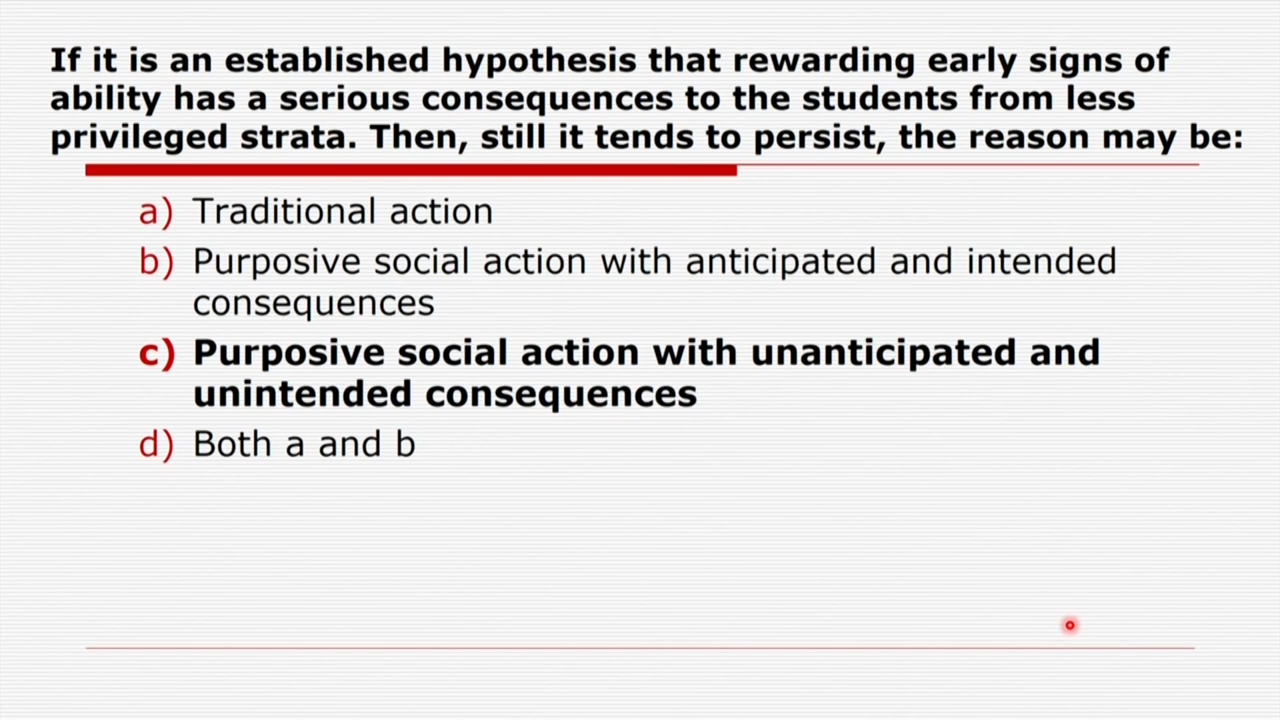 If it is an established hypothesis that rewarding early signs of
ability has a serious consequences to the students from less
privileged strata. Then, still it tends to persist, the reason may be:
a) Traditional action
b) Purposive social action with anticipated and intended
consequences
c) Purposive social action with unanticipated and
unintended consequences
d) Both a and b